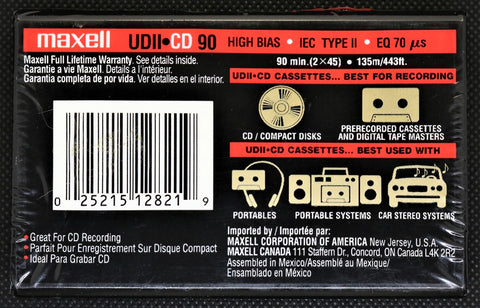 maxell UDII•CD 90 HIGH BIAS • IEC TYPE II • EQ 70 µs
Maxell Full Lifetime Warranty. See details inside.
Garantie a vie Maxell. Details a l'interieur.
Garantía completa de por vida. Ver detalles en el interior.
90 min.(2×45) • 135m/443ft.
UDII•CD CASSETTES... BEST FOR RECORDING
CD / COMPACT DISKS
PRERECORDED CASSETTES
AND DIGITAL TAPE MASTERS
UDII•CD CASSETTES... BEST USED WITH
PORTABLES
PORTABLE SYSTEMS
CAR STEREO SYSTEMS
0 25215 12821 9
•Great For CD Recording
•Parfait Pour Enregistrement Sur Disque Compact
•Ideal Para Grabar CD
Imported by / Importée par:
MAXELL CORPORATION OF AMERICA New Jersey, U.S.A.
MAXELL CANADA 111 Staffern Dr., Concord, ON Canada L4K 2R2
Assembled in Mexico/Assemblé au Mexique/
Ensamblado en México